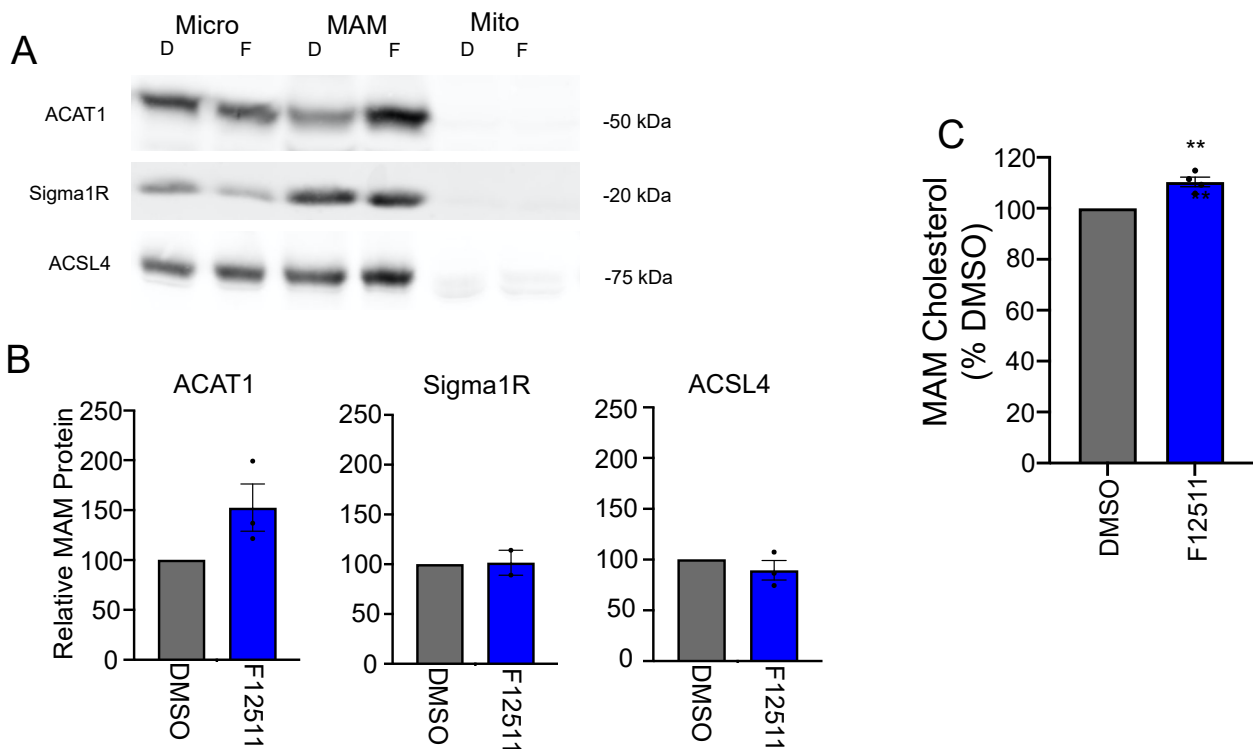 A
Micro MAM Mito
D F D F D F
ACAT1 -50 kDa
Sigma1R -20 kDa
ACSL4 -75 kDa
B
Relative MAM Protein
ACAT1
250
200
150
100
50
0
DMSO
F12511
Sigma1R
250
200
150
100
50
0
DMSO
F12511
ACSL4
250
200
150
100
50
0
DMSO
F12511
C
MAM Cholesterol
(% DMSO)
**
120
100
80
60
40
20
0
DMSO
F12511